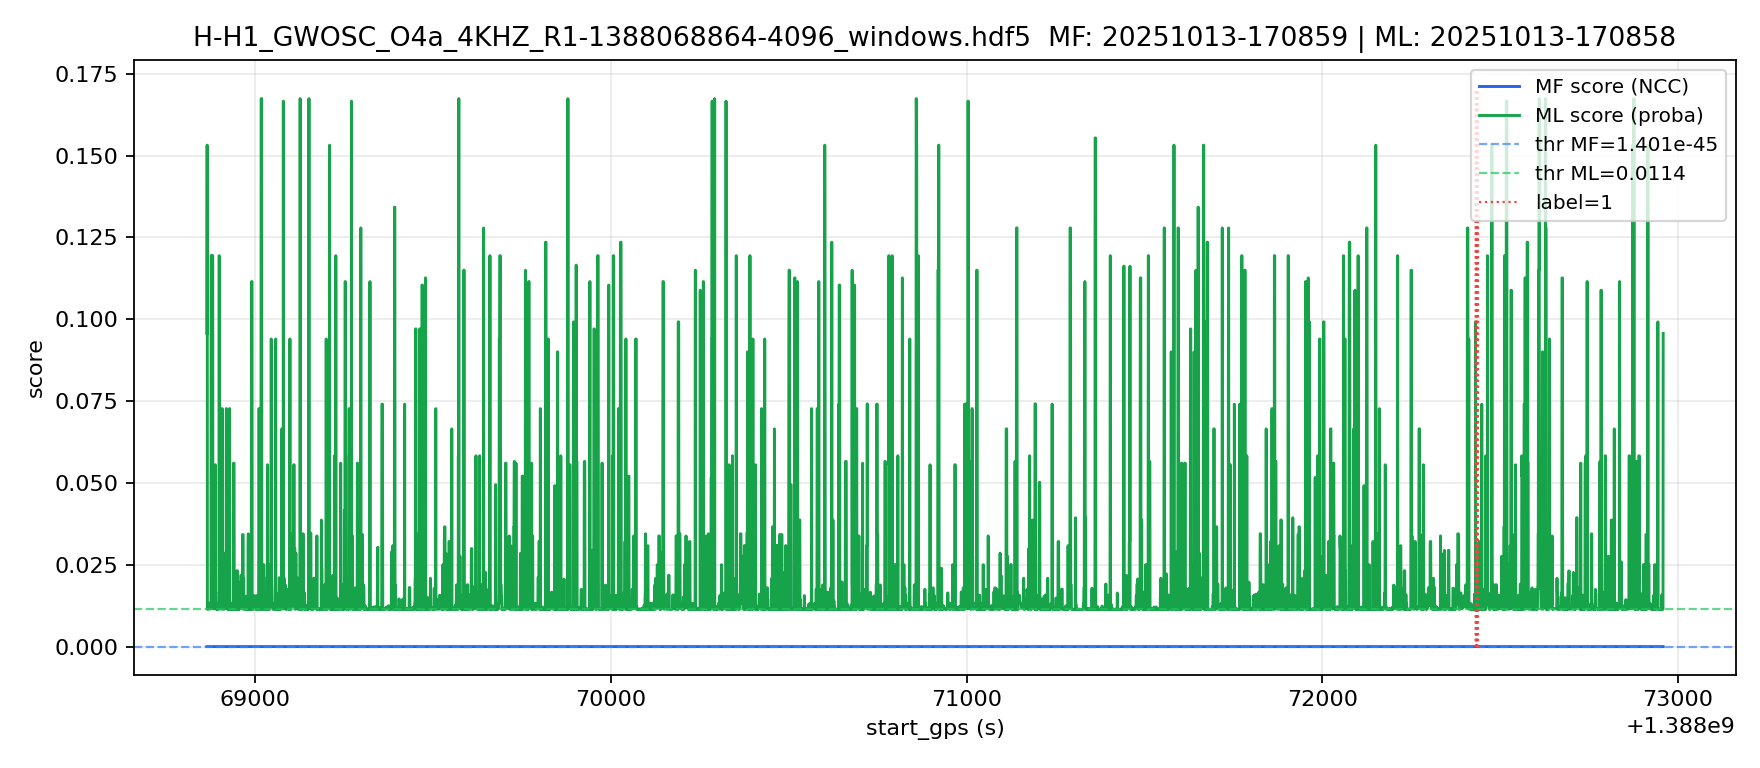 H-H1_GWOSC_O4a_4KHZ_R1-1388068864-4096_windows.hdf5  MF: 20251013-170859 | ML: 20251013-170858
MF score (NCC)
ML score (proba)
thr MF=1.401e-45
thr ML=0.0114
label=1
score
0.175
0.150
0.125
0.100
0.075
0.050
0.025
0.000
69000
70000
71000
72000
73000
+1.388e9
start_gps (s)